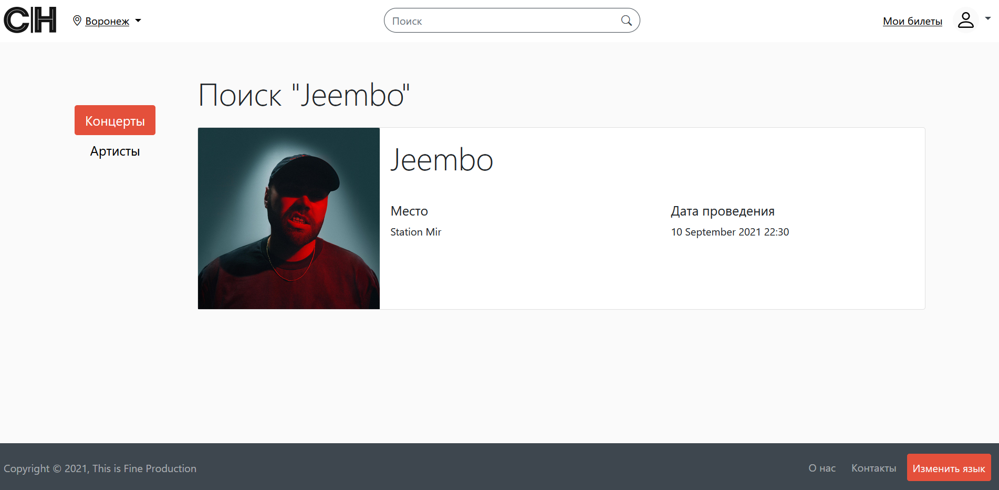 CH
Воронеж
Поиск
Мои билеты
Поиск "Jeembo"
Концерты
Артисты
Jeembo
Место
Дата проведения
Station Mir
10 September 2021 22:30
Copyright © 2021, This is Fine Production
О нас
Контакты
Изменить язык